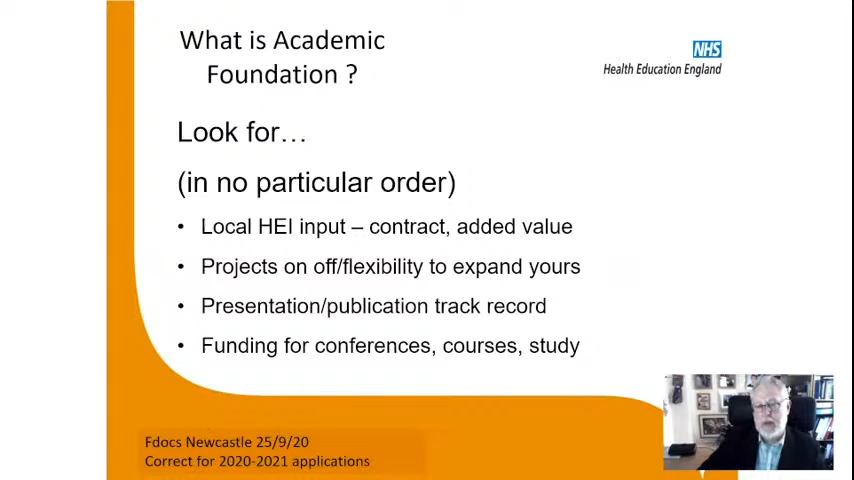 What is Academic
Foundation ?
NHS
Health Education England
Look for…
(in no particular order)
• Local HEI input – contract, added value
• Projects on off/flexibility to expand yours
• Presentation/publication track record
• Funding for conferences, courses, study
Fdocs Newcastle 25/9/20
Correct for 2020-2021 applications